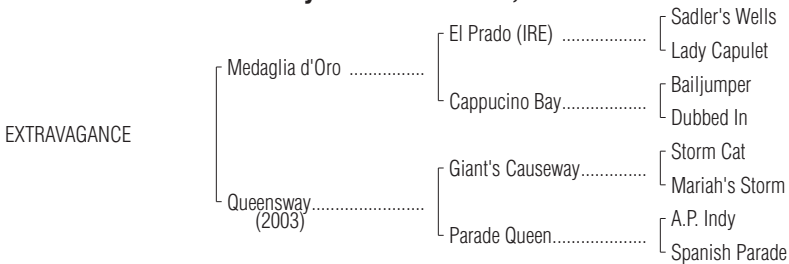 Sadler's Wells
El Prado (IRE) ..................
Lady Capulet
Medaglia d'Oro ................
Bailjumper
Cappucino Bay..................
Dubbed In
EXTRAVAGANCE
Storm Cat
Giant's Causeway..............
Mariah's Storm
Queensway........................
(2003)
A.P. Indy
Parade Queen....................
Spanish Parade